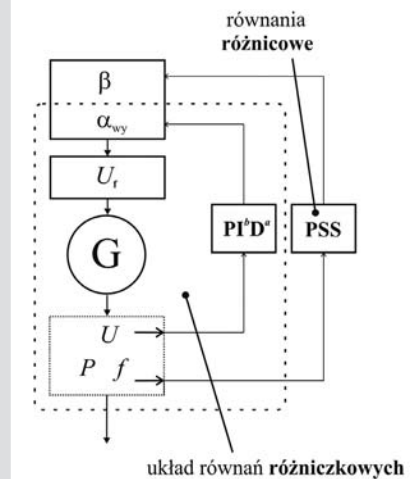 równania
różnicowe
β
α_wy
U_f
G
PI^bD^a PSS
U
P f
układ równań różniczkowych